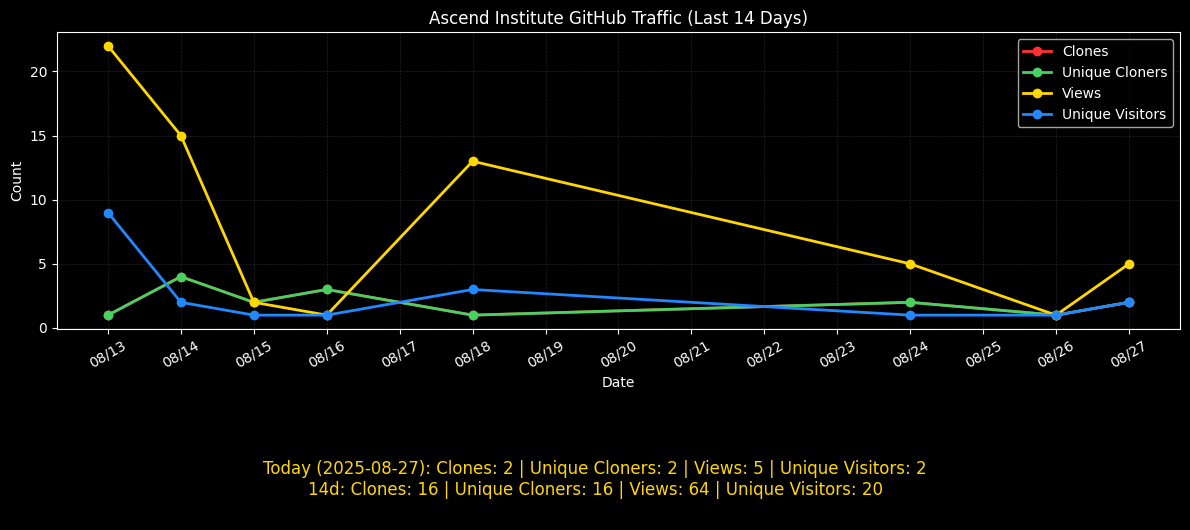 Ascend Institute GitHub Traffic (Last 14 Days)
Clones
Unique Cloners
Views
Unique Visitors
Count
20
15
10
5
0
08/13 08/14 08/15 08/16 08/17 08/18 08/19 08/20 08/21 08/22 08/23 08/24 08/25 08/26 08/27
Date
Today (2025-08-27): Clones: 2 | Unique Cloners: 2 | Views: 5 | Unique Visitors: 2
14d: Clones: 16 | Unique Cloners: 16 | Views: 64 | Unique Visitors: 20